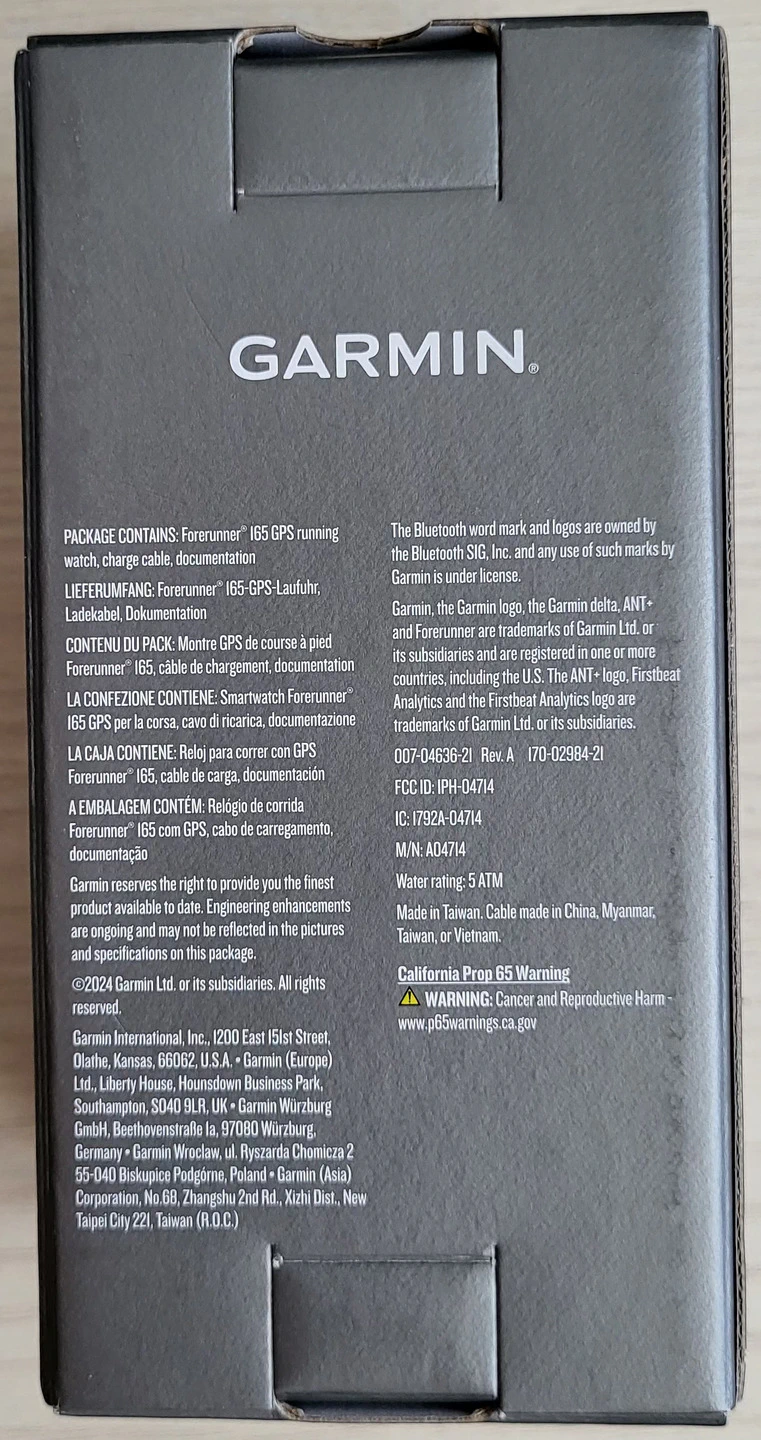 GARMIN®
PACKAGE CONTAINS: Forerunner® 165 GPS running
watch, charge cable, documentation
LIEFERUMFANG: Forerunner® 165-GPS-Laufuhr,
Ladekabel, Dokumentation
CONTENU DU PACK: Montre GPS de course à pied
Forerunner® 165, câble de chargement, documentation
LA CONFEZIONE CONTIENE: Smartwatch Forerunner®
165 GPS per la corsa, cavo di ricarica, documentazione
LA CAJA CONTIENE: Reloj para correr con GPS
Forerunner® 165, cable de carga, documentación
A EMBALAGEM CONTÉM: Relógio de corrida
Forerunner® 165 com GPS, cabo de carregamento,
documentação
Garmin reserves the right to provide you the finest
product available to date. Engineering enhancements
are ongoing and may not be reflected in the pictures
and specifications on this package.
©2024 Garmin Ltd. or its subsidiaries. All rights
reserved.
Garmin International, Inc., 1200 East 151st Street,
Olathe, Kansas, 66062, U.S.A. • Garmin (Europe)
Ltd., Liberty House, Hounsdown Business Park,
Southampton, SO40 9LR, UK • Garmin Würzburg
GmbH, Beethovenstraße 1a, 97080 Würzburg,
Germany • Garmin Wroclaw, ul. Ryszarda Chomicza 2
55-040 Biskupice Podgórne, Poland • Garmin (Asia)
Corporation, No.68, Zhangshu 2nd Rd., Xizhi Dist., New
Taipei City 221, Taiwan (R.O.C.)
The Bluetooth word mark and logos are owned by
the Bluetooth SIG, Inc. and any use of such marks by
Garmin is under license.
Garmin, the Garmin logo, the Garmin delta, ANT+
and Forerunner are trademarks of Garmin Ltd. or
its subsidiaries and are registered in one or more
countries, including the U.S. The ANT+ logo, Firstbeat
Analytics and the Firstbeat Analytics logo are
trademarks of Garmin Ltd. or its subsidiaries.
007-04636-21 Rev. A 170-02984-21
FCC ID: IPH-04714
IC: 1792A-04714
M/N: A04714
Water rating: 5 ATM
Made in Taiwan. Cable made in China, Myanmar,
Taiwan, or Vietnam.
California Prop 65 Warning
WARNING: Cancer and Reproductive Harm -
www.p65warnings.ca.gov